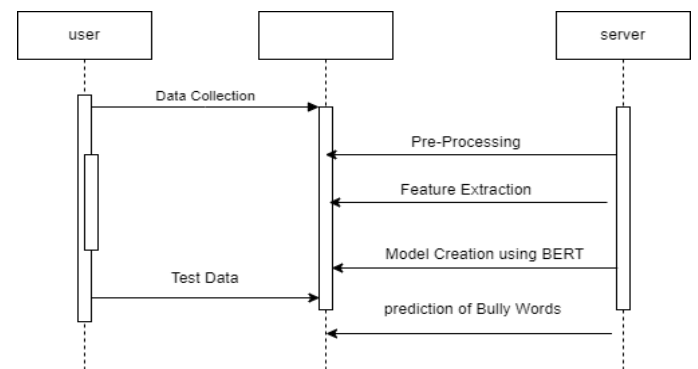 user
server
Data Collection
Pre-Processing
Feature Extraction
Model Creation using BERT
Test Data
prediction of Bully Words